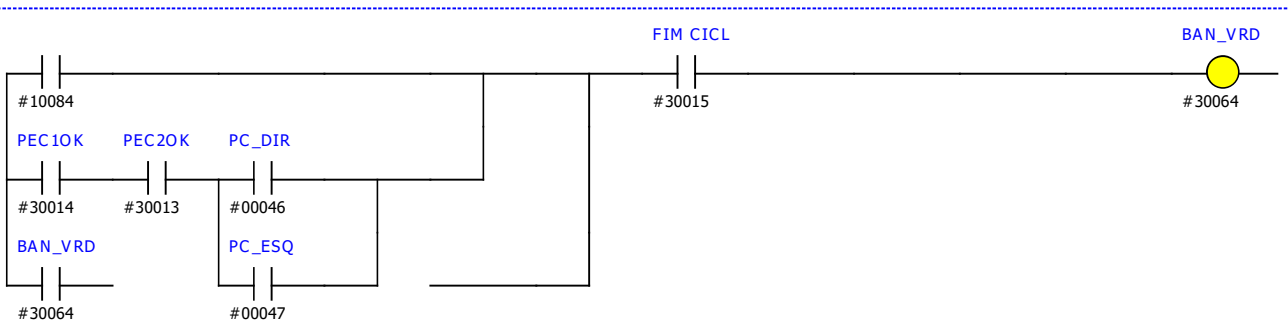 FIM CICL BAN_VRD
#10084 #30015 #30064
PEC1OK PEC2OK PC_DIR
#30014 #30013 #00046
BAN_VRD PC_ESQ
#30064 #00047